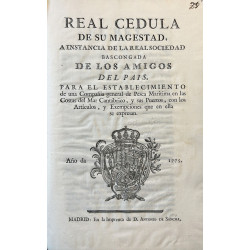 REAL CEDULA
DE SU MAGESTAD,
A INSTANCIA DE LA REAL SOCIEDAD
BASCONGADA
DE LOS AMIGOS
DEL PAIS,
PARA EL ESTABLECIMIENTO
de una Compañia general de Pesca Maritima en las
Costas del Mar Cantábrico, y sus Puertos, con los
Artículos, y Exempciones que en ella
se expresan.
Año de 1775.
MADRID: En la Imprenta de D. Antonio de Sancha,